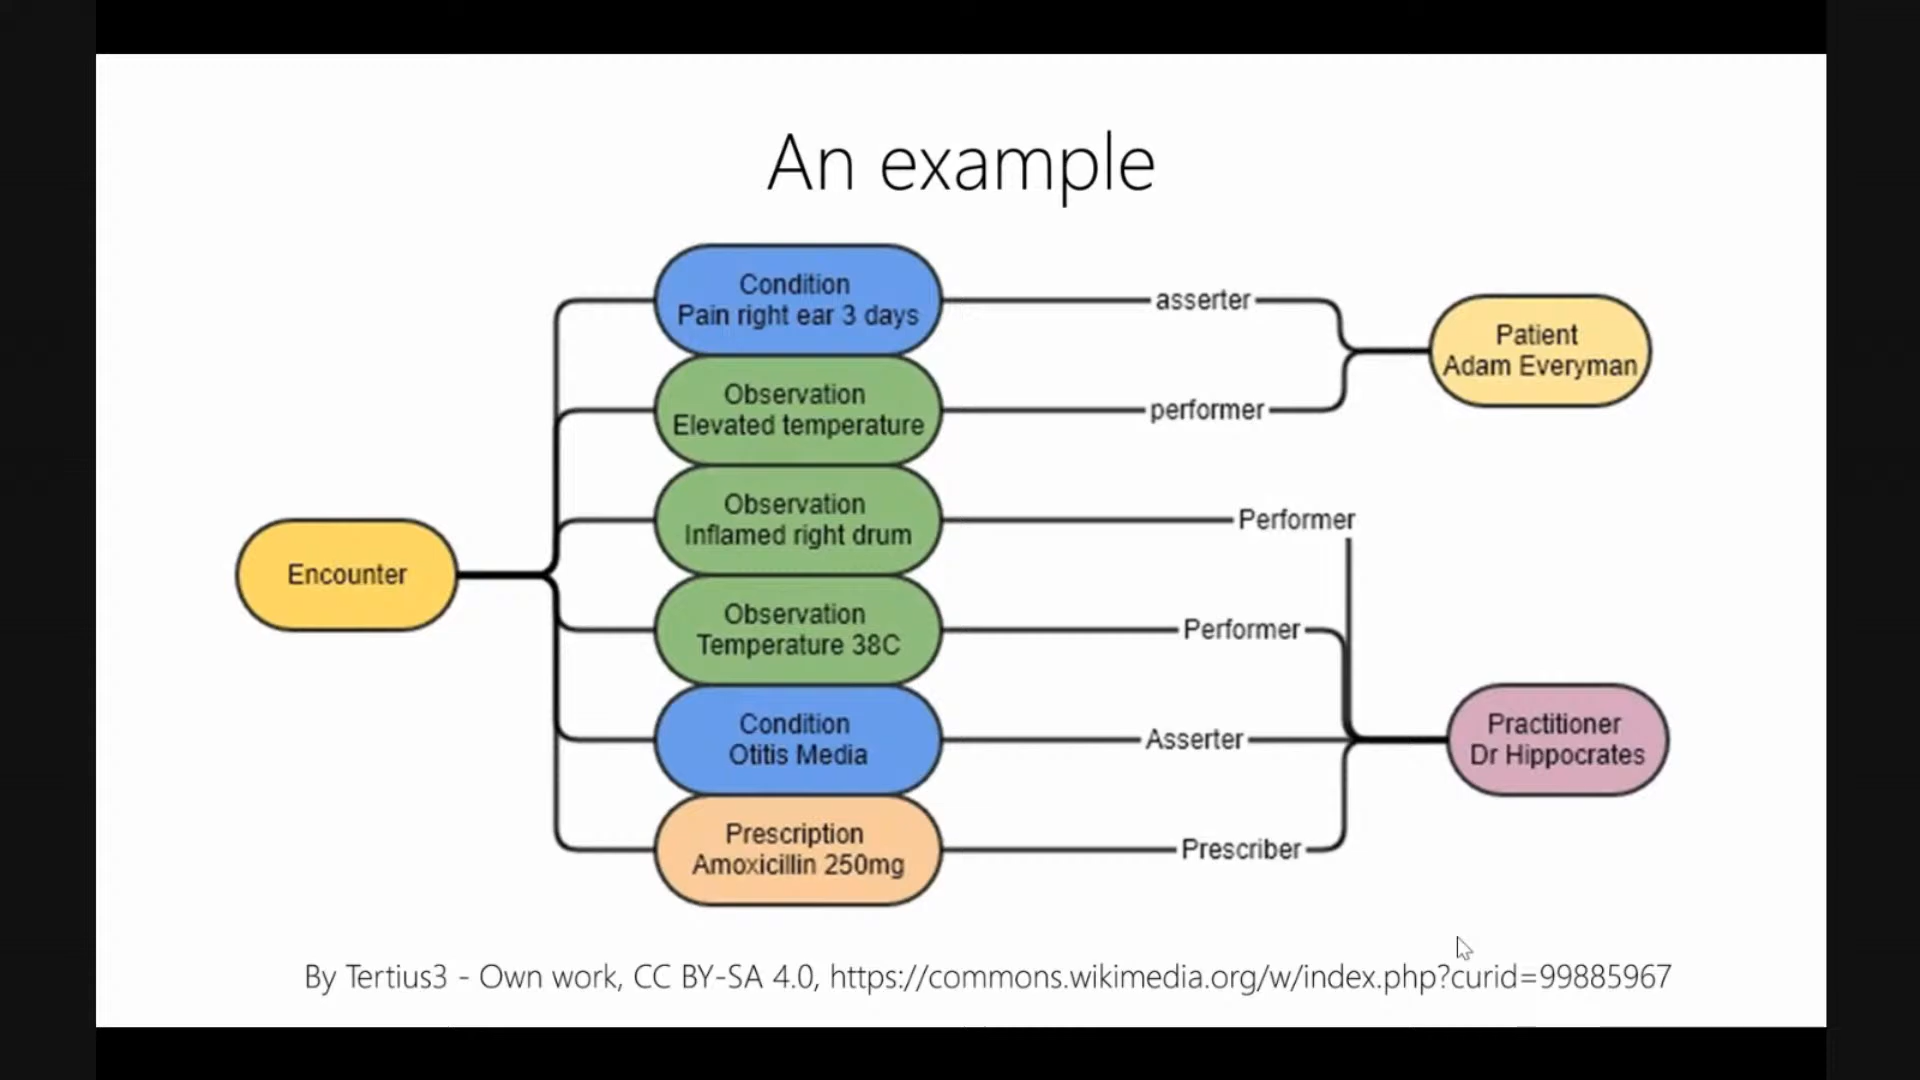 An example
Condition
Pain right ear 3 days
asserter
Patient
Adam Everyman
Observation
Elevated temperature
performer
Observation
Inflamed right drum
Performer
Encounter
Observation
Temperature 38C
Performer
Condition
Otitis Media
Asserter
Practitioner
Dr Hippocrates
Prescription
Amoxicillin 250mg
Prescriber
By Tertius3 - Own work, CC BY-SA 4.0, https://commons.wikimedia.org/w/index.php?curid=99885967